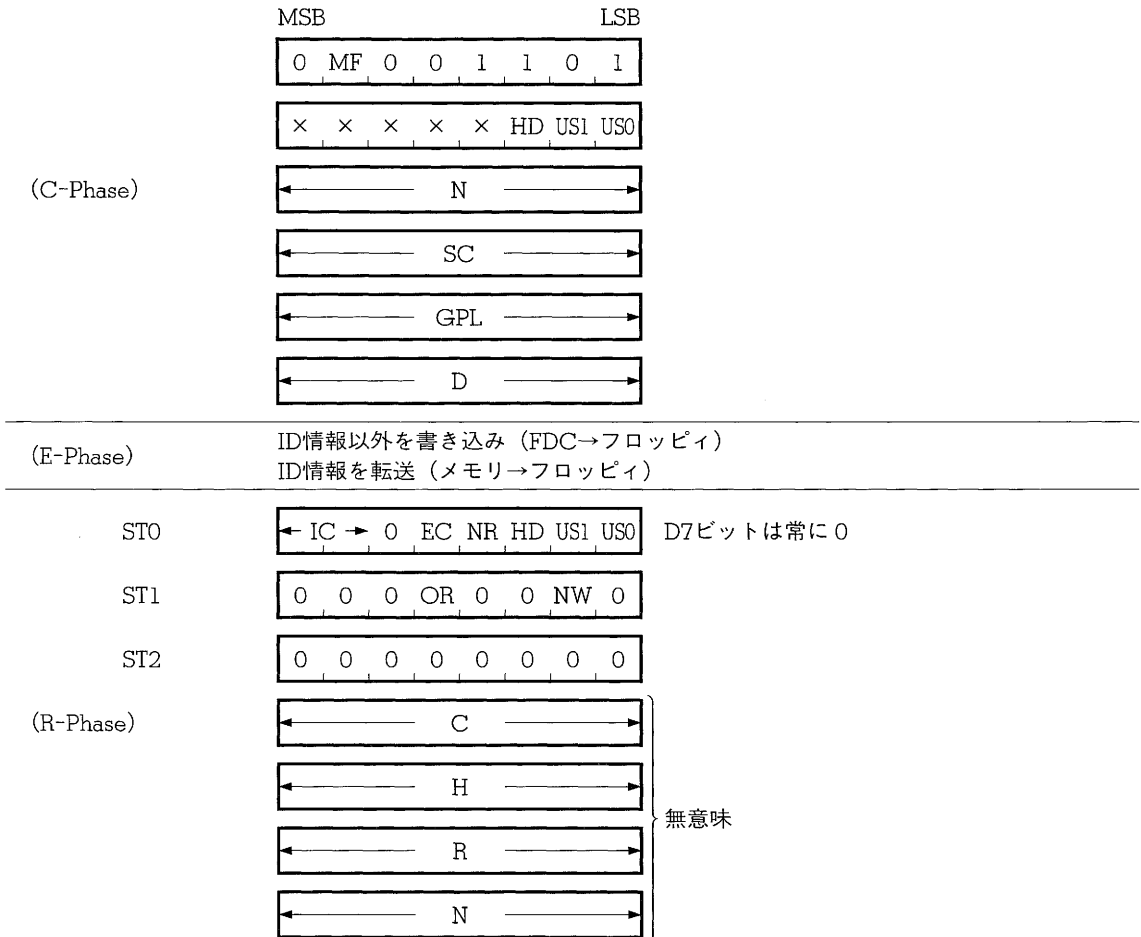 MSB LSB
0 MF 0 0 1 1 0 1
× × × × × HD US1 US0
(C-Phase) N
SC
GPL
D
(E-Phase) ID情報以外を書き込み（FDC→フロッピィ）
ID情報を転送（メモリ→フロッピィ）
ST0 IC 0 EC NR HD US1 US0 D7ビットは常に0
ST1 0 0 0 OR 0 0 NW 0
ST2 0 0 0 0 0 0 0 0
(R-Phase) C
H
無意味
R
N